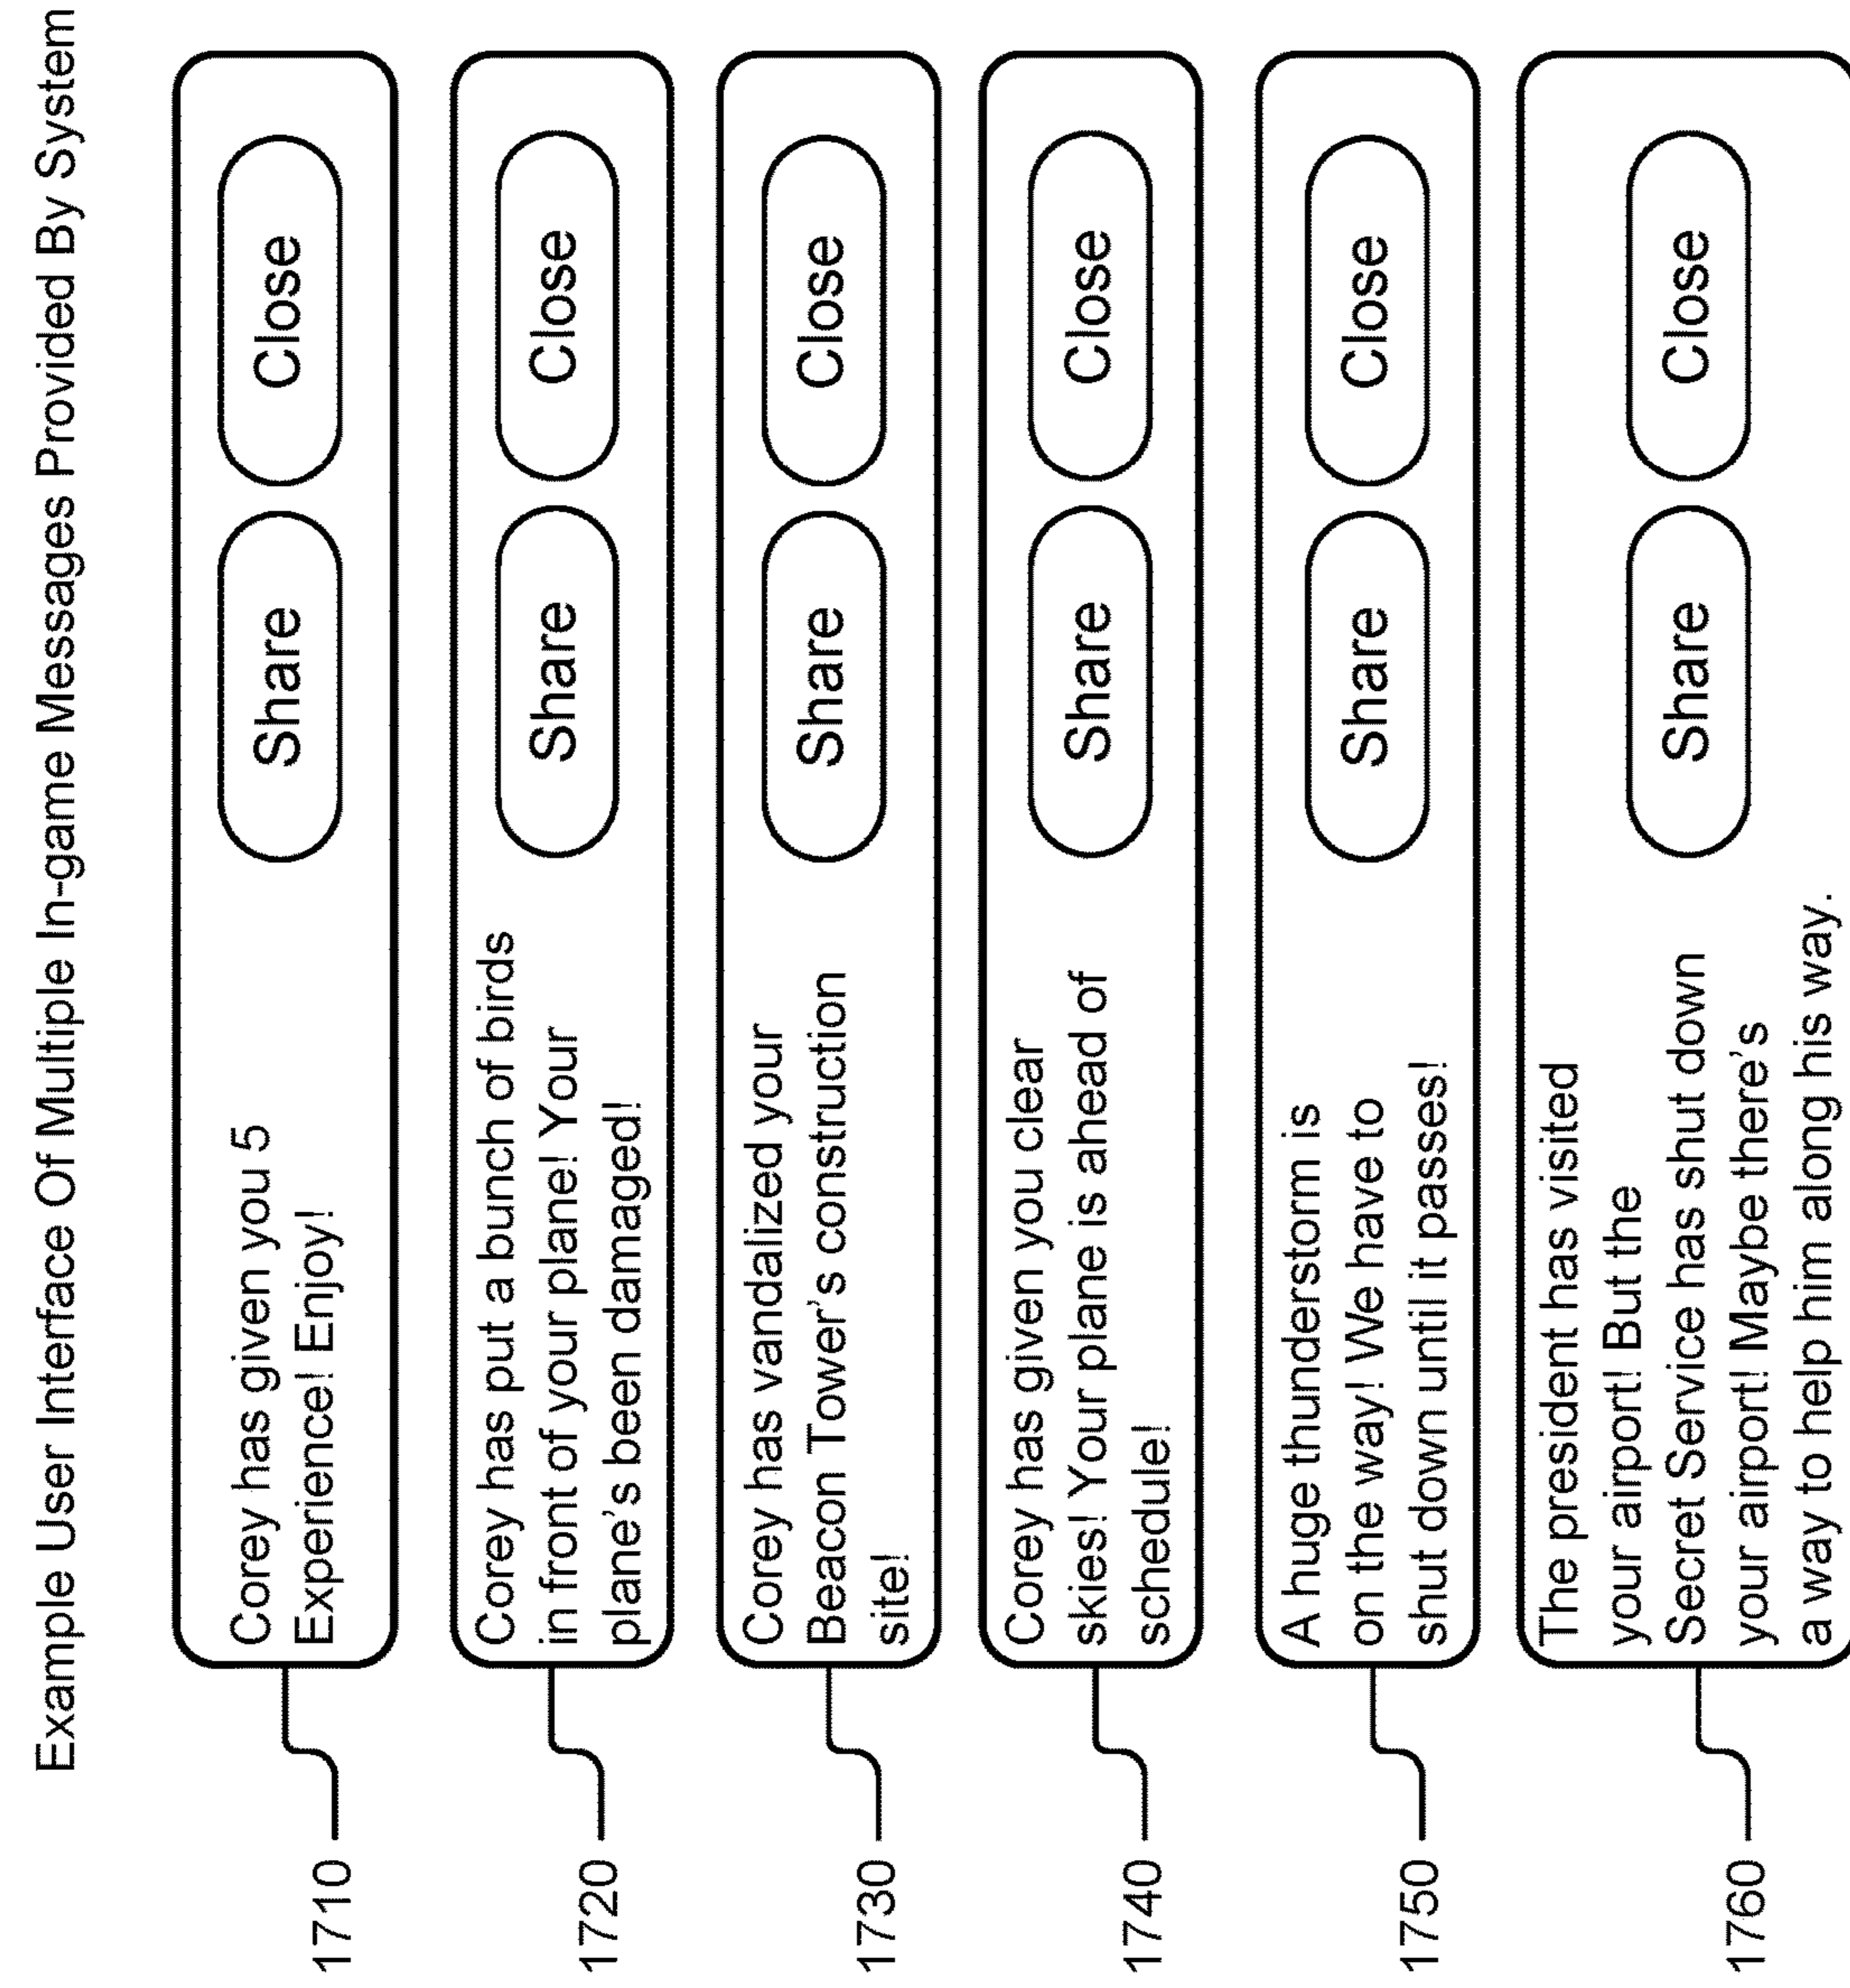 Example User Interface Of Multiple In-game Messages Provided By System
1710
Corey has given you 5
Experience! Enjoy!
Share
Close
1720
Corey has put a bunch of birds
in front of your plane! Your
plane's been damaged!
Share
Close
1730
Corey has vandalized your
Beacon Tower's construction
site!
Share
Close
1740
Corey has given you clear
skies! Your plane is ahead of
schedule!
Share
Close
1750
A huge thunderstorm is
on the way! We have to
shut down until it passes!
Share
Close
1760
The president has visited
your airport! But the
Secret Service has shut down
your airport! Maybe there's
a way to help him along his way.
Share
Close